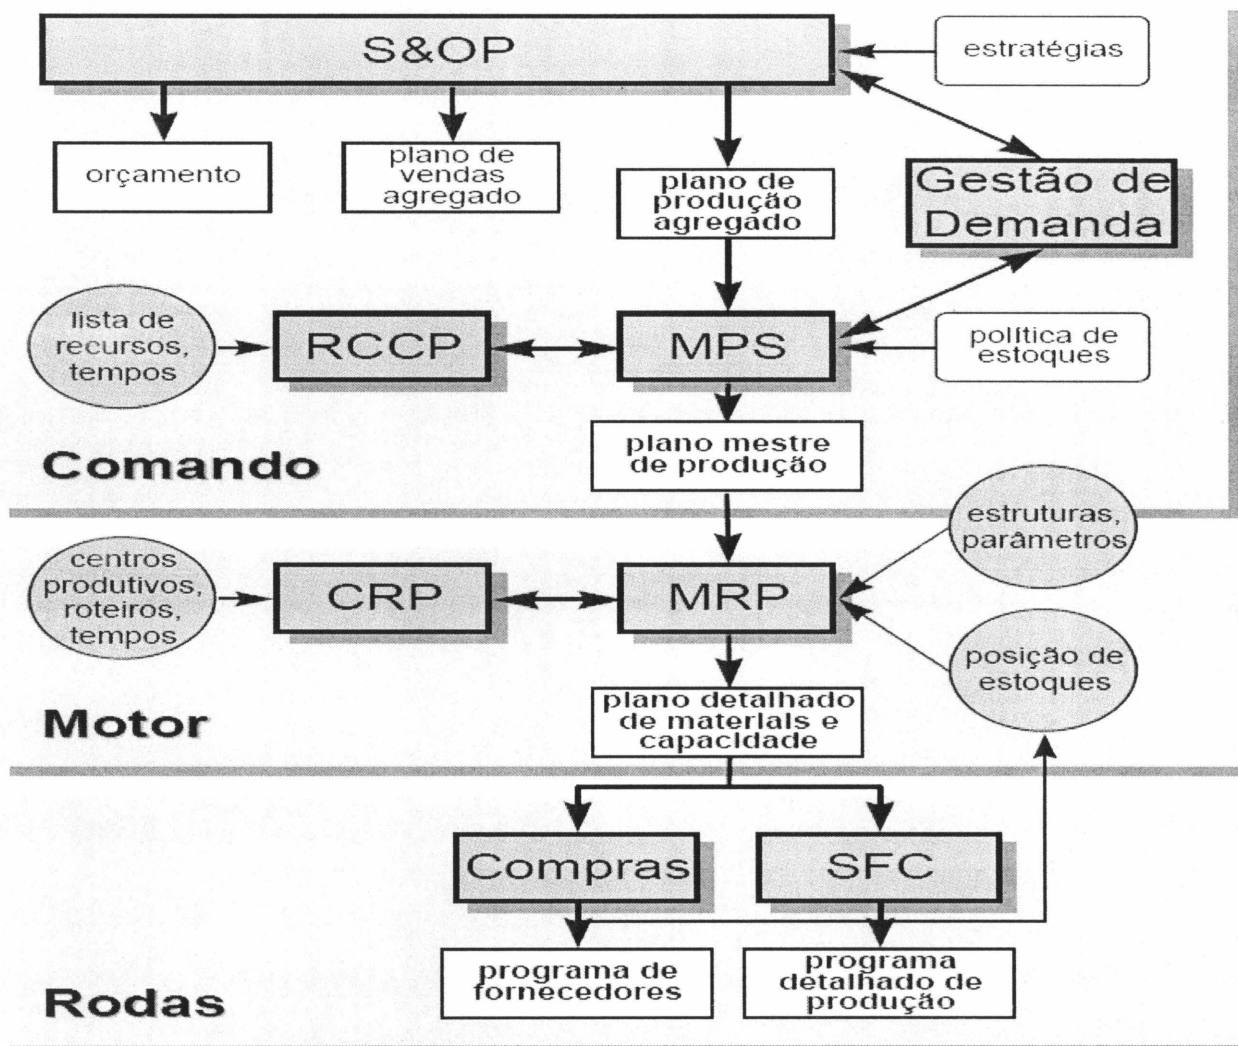 S&OP
estratégias
orçamento
plano de
vendas
agregado
plano de
produção
agregado
Gestão de
Demanda
lista de
recursos,
tempos
RCCP
MPS
política de
estoques
plano mestre
de produção
Comando
estruturas,
parâmetros
centros
produtivos,
roteiros,
tempos
CRP
MRP
posição de
estoques
plano detalhado
de materiais e
capacidade
Motor
Compras
SFC
programa de
fornecedores
programa
detalhado de
produção
Rodas